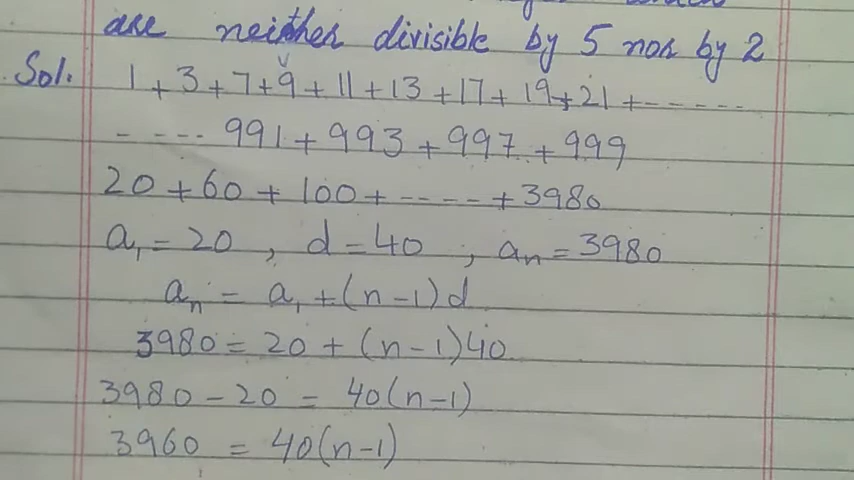 are neither divisible by 5 nor by 2
Sol. 1 + 3 + 7 + 9 + 11 + 13 + 17 + 19 + 21 + ------
----- 991 + 993 + 997 + 999
20 + 60 + 100 + ----- + 3980
a₁ = 20 , d = 40 , aₙ = 3980
aₙ = a₁ + (n-1)d
3980 = 20 + (n-1)40
3980 - 20 = 40(n-1)
3960 = 40(n-1)